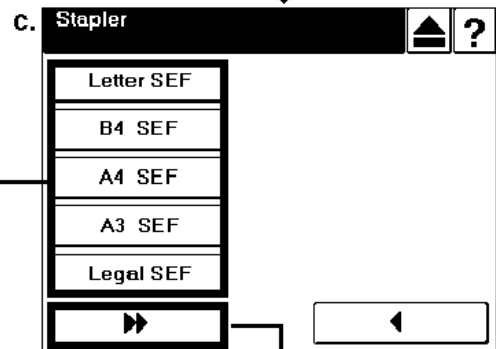 C.
Stapler
?
Letter SEF
B4 SEF
A4 SEF
A3 SEF
Legal SEF